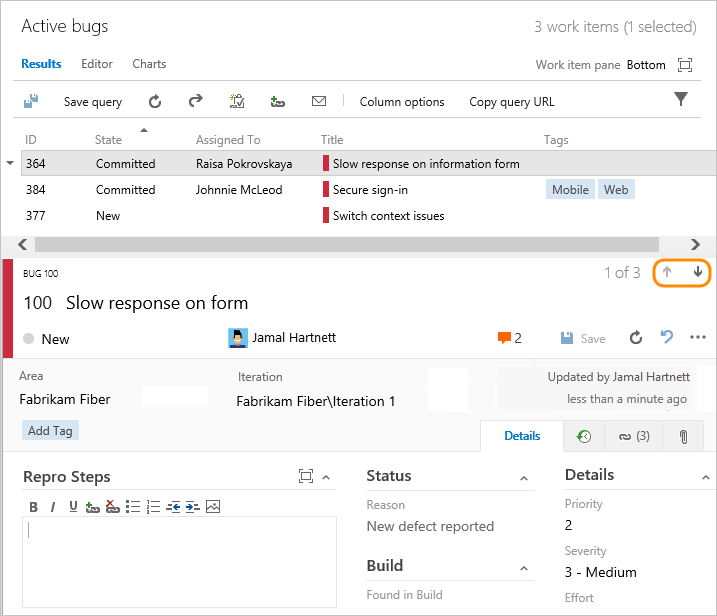 Active bugs 3 work items (1 selected)
Results Editor Charts Work item pane Bottom
Save query Column options Copy query URL
ID State Assigned To Title Tags
364 Committed Raisa Pokrovskaya Slow response on information form
384 Committed Johnnie McLeod Secure sign-in Mobile Web
377 New Switch context issues
BUG 100 1 of 3
100 Slow response on form
New Jamal Hartnett 2 Save
Area Iteration Updated by Jamal Hartnett
Fabrikam Fiber Fabrikam Fiber\Iteration 1 less than a minute ago
Add Tag Details (3)
Repro Steps Status Details
B I U Reason Priority
New defect reported 2
Build Severity
3 - Medium
Found in Build Effort